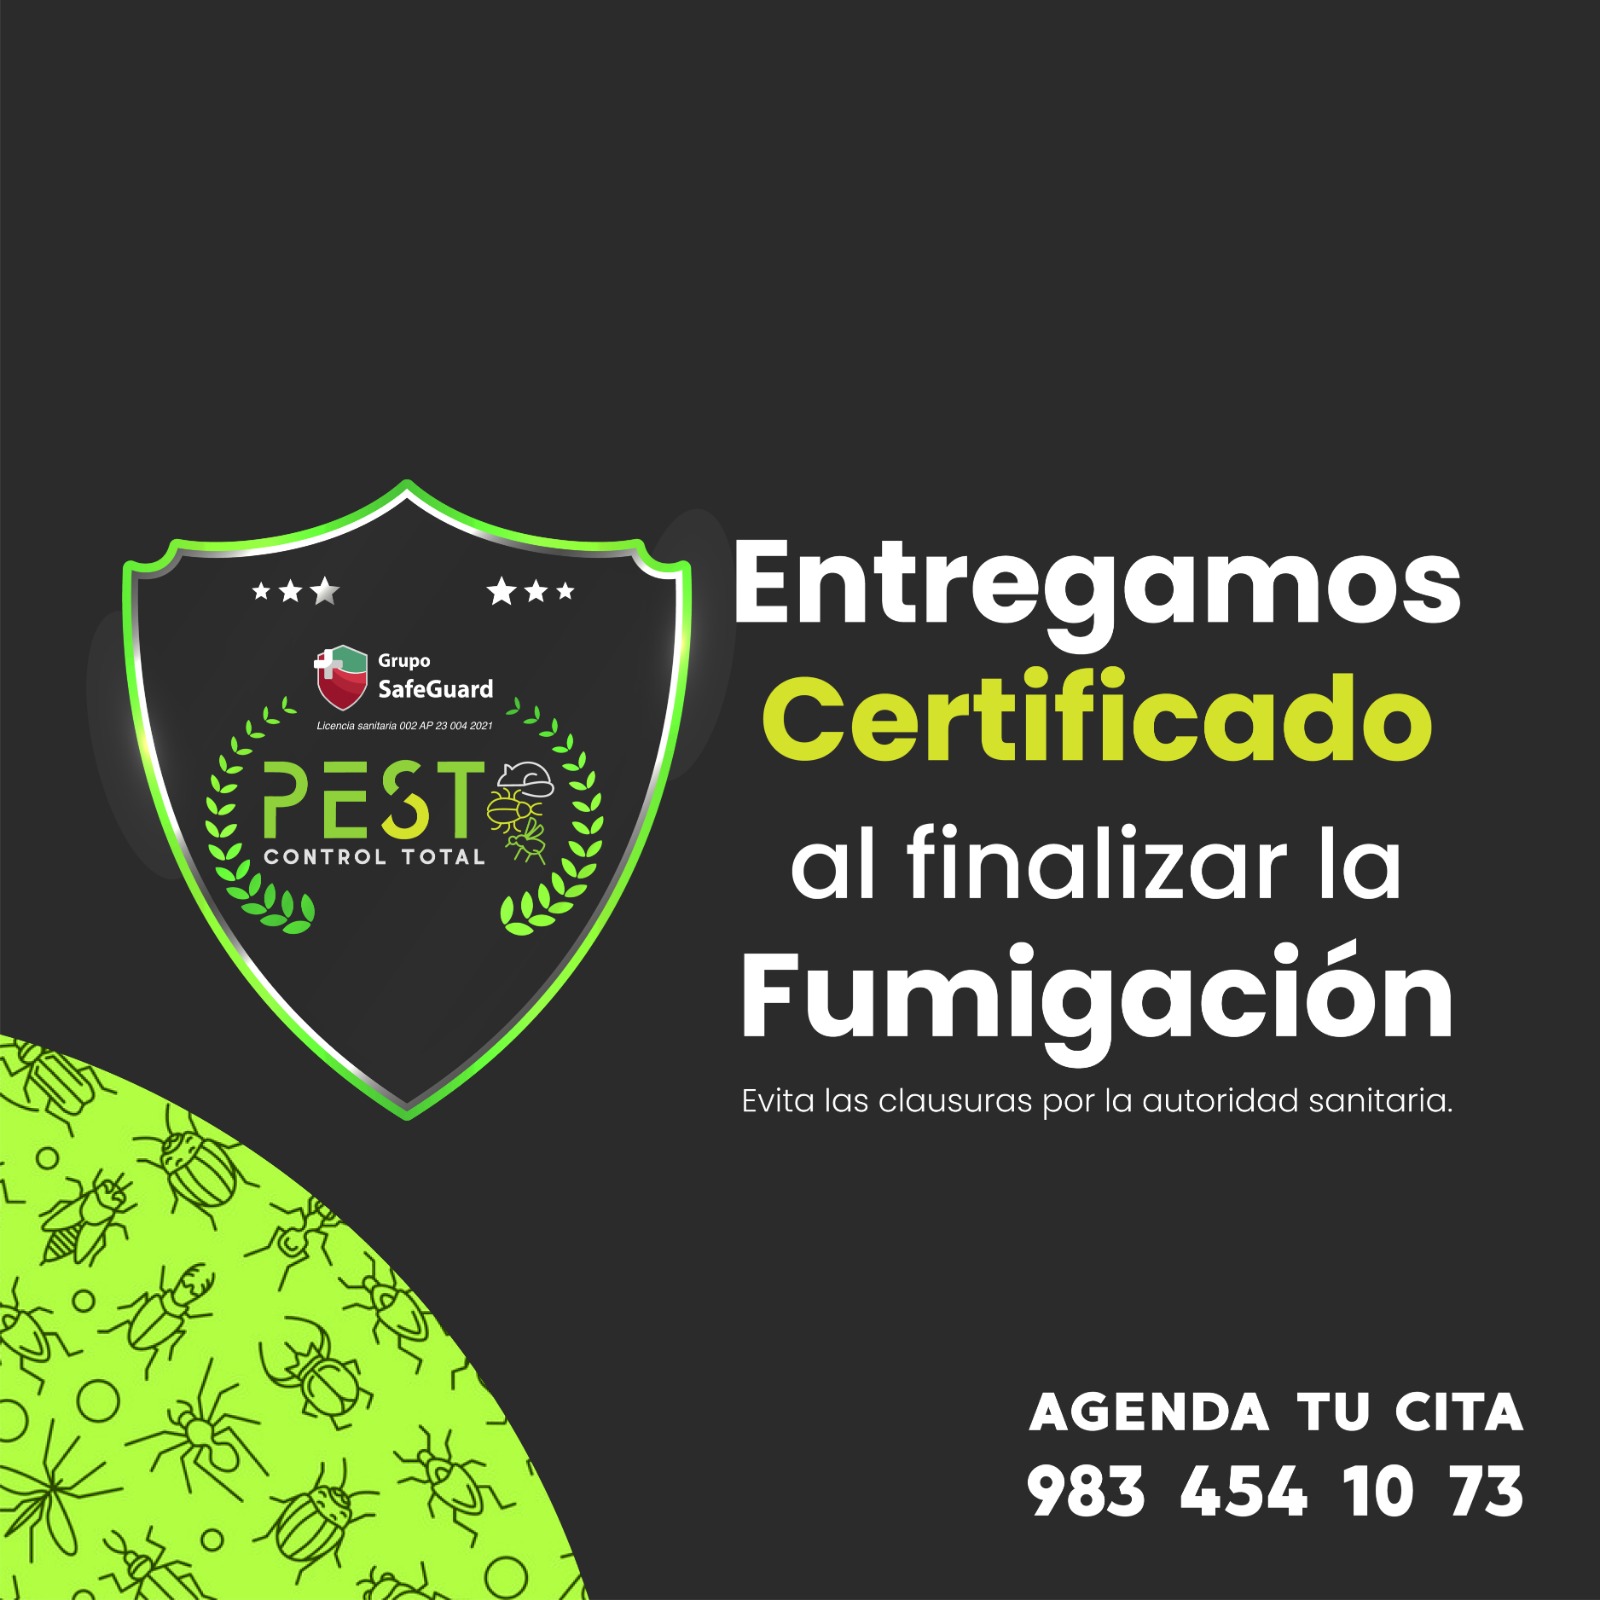 Grupo
SafeGuard
Licencia sanitaria 002 AP 23 004 2021
PEST
CONTROL TOTAL
Entregamos
Certificado
al finalizar la
Fumigación
Evita las clausuras por la autoridad sanitaria.
AGENDA TU CITA
983 454 10 73